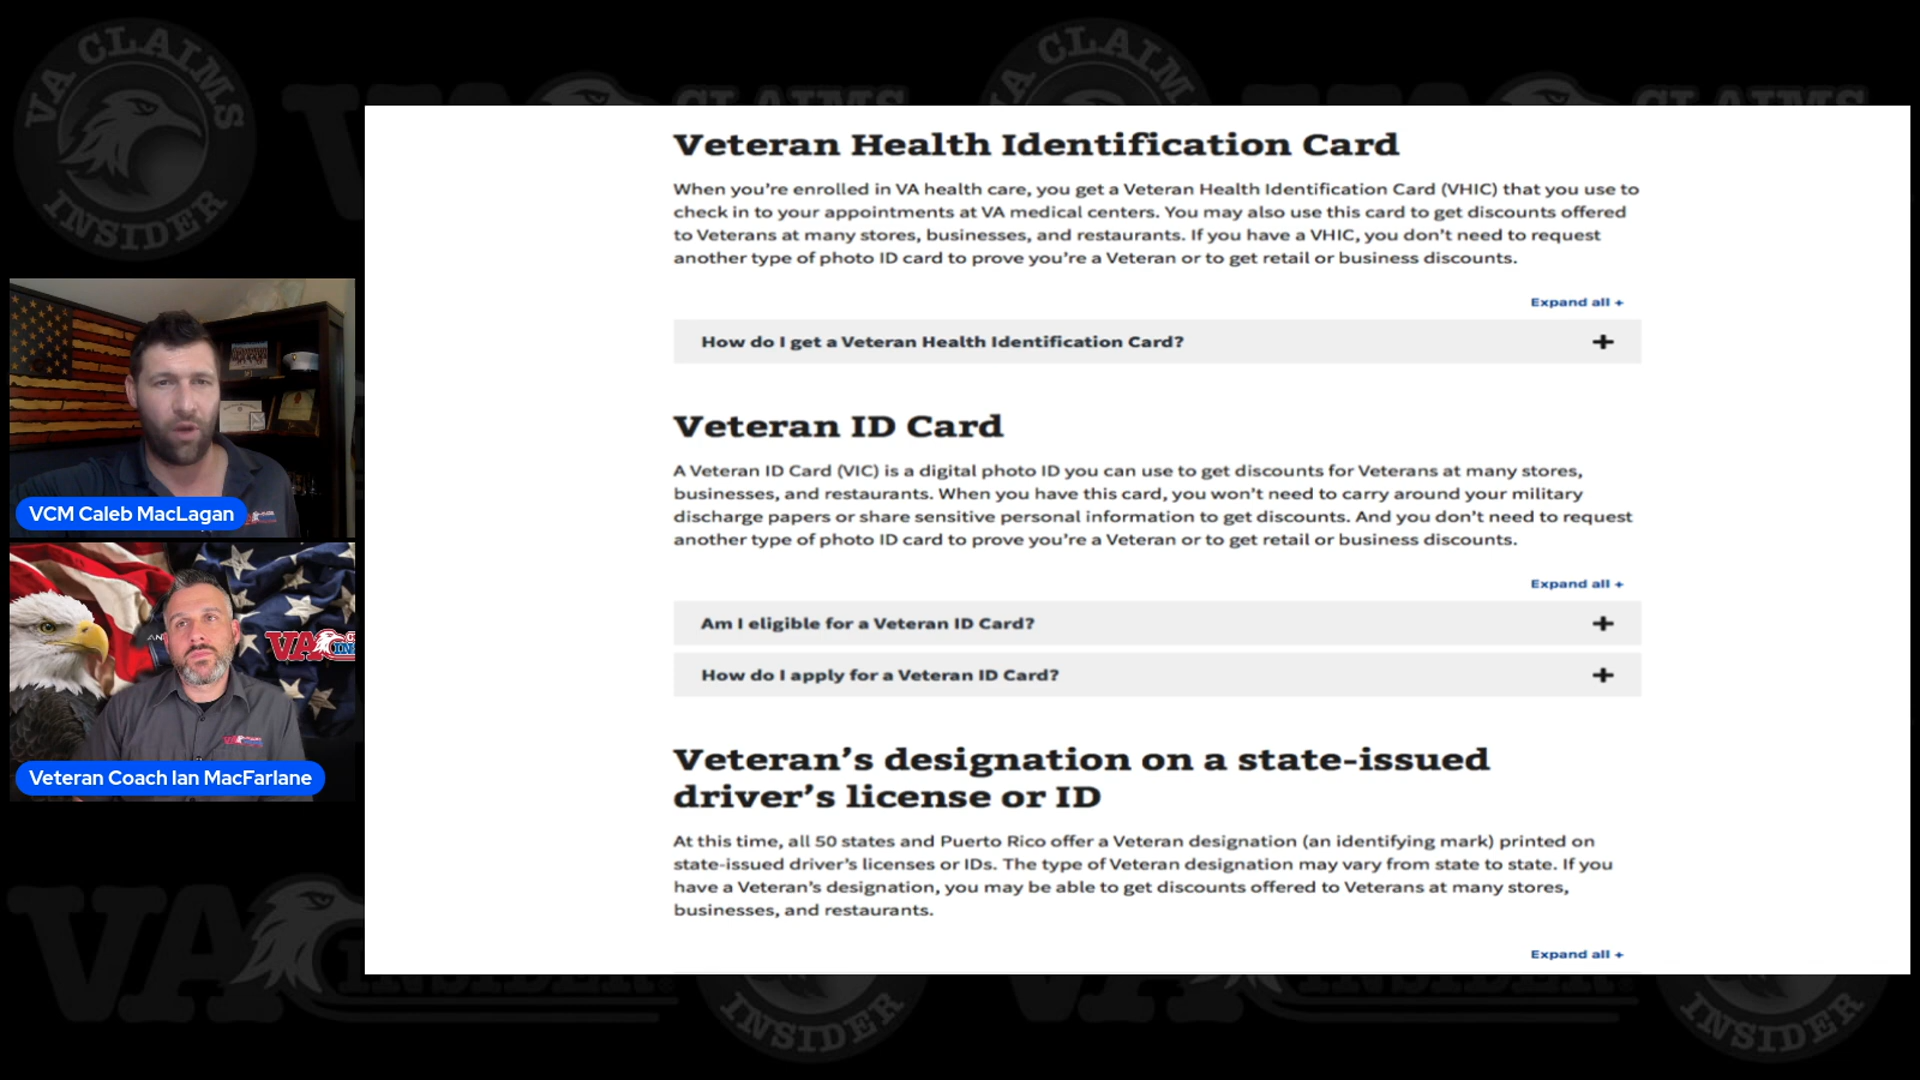 VA CLAIMS
INSIDER
VA CLAIMS
VA CLAIMS
CLAIMS
Veteran Health Identification Card
When you’re enrolled in VA health care, you get a Veteran Health Identification Card (VHIC) that you use to
check in to your appointments at VA medical centers. You may also use this card to get discounts offered
to Veterans at many stores, businesses, and restaurants. If you have a VHIC, you don’t need to request
another type of photo ID card to prove you’re a Veteran or to get retail or business discounts.
Expand all +
How do I get a Veteran Health Identification Card? +
Veteran ID Card
A Veteran ID Card (VIC) is a digital photo ID you can use to get discounts for Veterans at many stores,
businesses, and restaurants. When you have this card, you won’t need to carry around your military
discharge papers or share sensitive personal information to get discounts. And you don’t need to request
another type of photo ID card to prove you’re a Veteran or to get retail or business discounts.
Expand all +
Am I eligible for a Veteran ID Card? +
How do I apply for a Veteran ID Card? +
Veteran’s designation on a state-issued
driver’s license or ID
At this time, all 50 states and Puerto Rico offer a Veteran designation (an identifying mark) printed on
state-issued driver’s licenses or IDs. The type of Veteran designation may vary from state to state. If you
have a Veteran’s designation, you may be able to get discounts offered to Veterans at many stores,
businesses, and restaurants.
Expand all +
VCM Caleb MacLagan
VA
Veteran Coach Ian MacFarlane
VA INSIDER
INSIDER
INSIDER
INSIDER